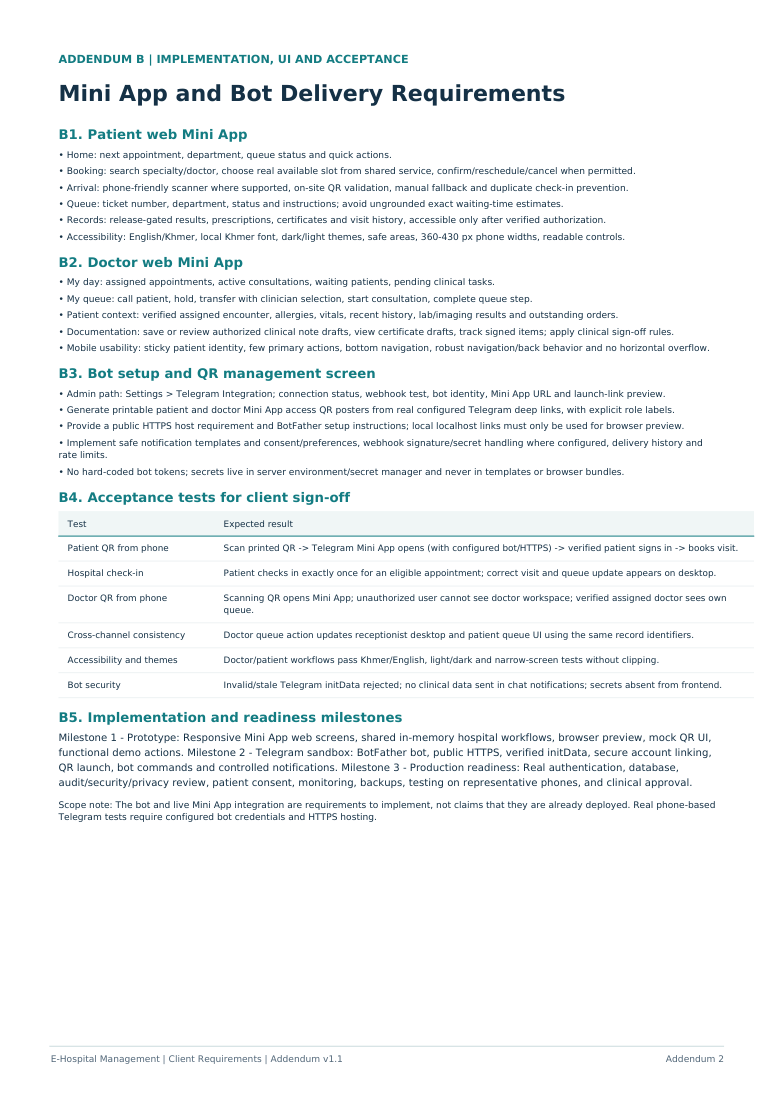 ADDENDUM B | IMPLEMENTATION, UI AND ACCEPTANCE
Mini App and Bot Delivery Requirements
B1. Patient web Mini App
• Home: next appointment, department, queue status and quick actions.
• Booking: search specialty/doctor, choose real available slot from shared service, confirm/reschedule/cancel when permitted.
• Arrival: phone-friendly scanner where supported, on-site QR validation, manual fallback and duplicate check-in prevention.
• Queue: ticket number, department, status and instructions; avoid ungrounded exact waiting-time estimates.
• Records: release-gated results, prescriptions, certificates and visit history, accessible only after verified authorization.
• Accessibility: English/Khmer, local Khmer font, dark/light themes, safe areas, 360-430 px phone widths, readable controls.
B2. Doctor web Mini App
• My day: assigned appointments, active consultations, waiting patients, pending clinical tasks.
• My queue: call patient, hold, transfer with clinician selection, start consultation, complete queue step.
• Patient context: verified assigned encounter, allergies, vitals, recent history, lab/imaging results and outstanding orders.
• Documentation: save or review authorized clinical note drafts, view certificate drafts, track signed items; apply clinical sign-off rules.
• Mobile usability: sticky patient identity, few primary actions, bottom navigation, robust navigation/back behavior and no horizontal overflow.
B3. Bot setup and QR management screen
• Admin path: Settings > Telegram Integration; connection status, webhook test, bot identity, Mini App URL and launch-link preview.
• Generate printable patient and doctor Mini App access QR posters from real configured Telegram deep links, with explicit role labels.
• Provide a public HTTPS host requirement and BotFather setup instructions; local localhost links must only be used for browser preview.
• Implement safe notification templates and consent/preferences, webhook signature/secret handling where configured, delivery history and
rate limits.
• No hard-coded bot tokens; secrets live in server environment/secret manager and never in templates or browser bundles.
B4. Acceptance tests for client sign-off
Test Expected result
Patient QR from phone Scan printed QR -> Telegram Mini App opens (with configured bot/HTTPS) -> verified patient signs in -> books visit.
Hospital check-in Patient checks in exactly once for an eligible appointment; correct visit and queue update appears on desktop.
Doctor QR from phone Scanning QR opens Mini App; unauthorized user cannot see doctor workspace; verified assigned doctor sees own
queue.
Cross-channel consistency Doctor queue action updates receptionist desktop and patient queue UI using the same record identifiers.
Accessibility and themes Doctor/patient workflows pass Khmer/English, light/dark and narrow-screen tests without clipping.
Bot security Invalid/stale Telegram initData rejected; no clinical data sent in chat notifications; secrets absent from frontend.
B5. Implementation and readiness milestones
Milestone 1 - Prototype: Responsive Mini App web screens, shared in-memory hospital workflows, browser preview, mock QR UI,
functional demo actions. Milestone 2 - Telegram sandbox: BotFather bot, public HTTPS, verified initData, secure account linking,
QR launch, bot commands and controlled notifications. Milestone 3 - Production readiness: Real authentication, database,
audit/security/privacy review, patient consent, monitoring, backups, testing on representative phones, and clinical approval.
Scope note: The bot and live Mini App integration are requirements to implement, not claims that they are already deployed. Real phone-based
Telegram tests require configured bot credentials and HTTPS hosting.
E-Hospital Management | Client Requirements | Addendum v1.1 Addendum 2